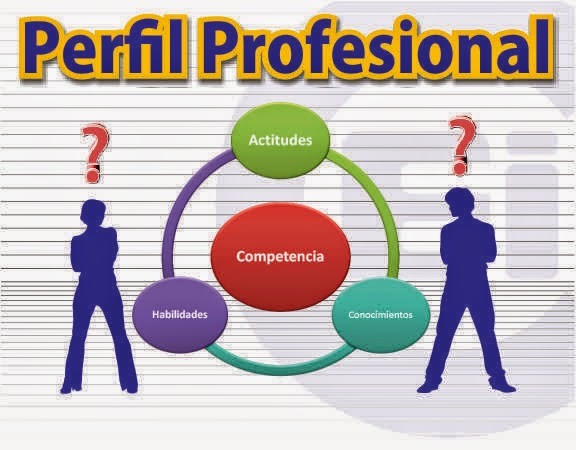 Perfil Profesional
?
?
Actitudes
Competencia
Habilidades
Conocimientos